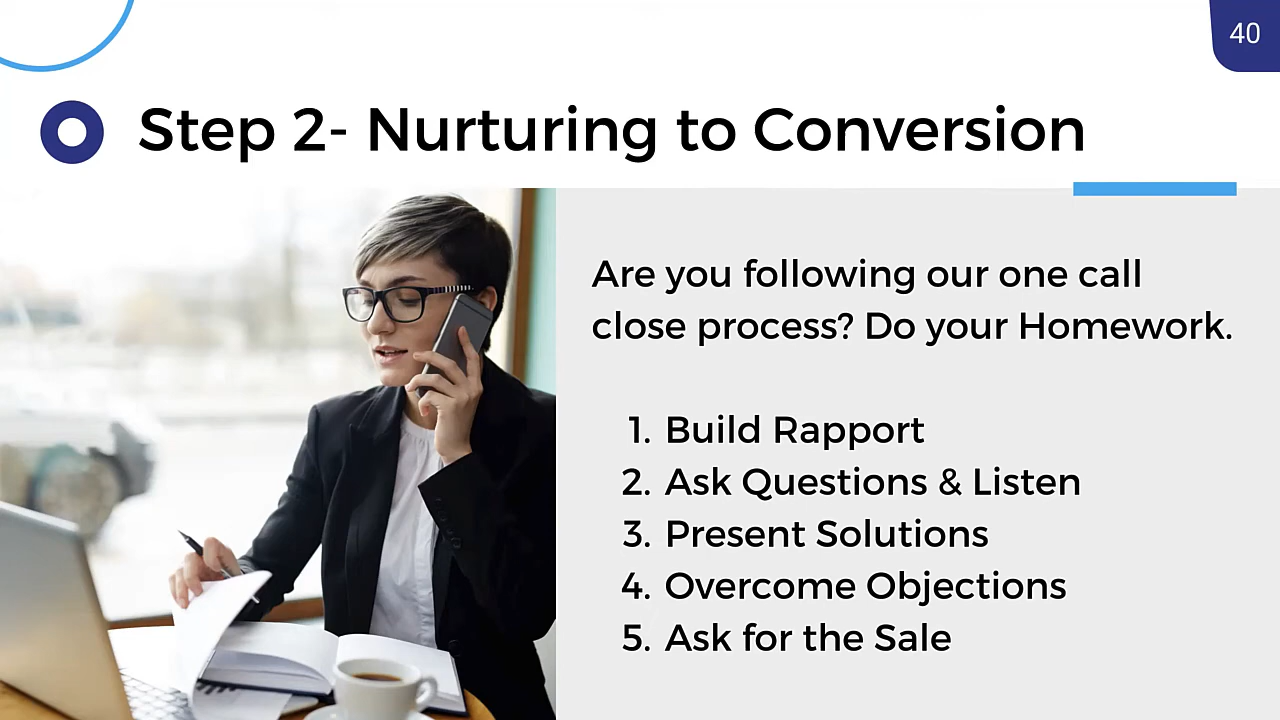 40
Step 2- Nurturing to Conversion
Are you following our one call
close process? Do your Homework.
1. Build Rapport
2. Ask Questions & Listen
3. Present Solutions
4. Overcome Objections
5. Ask for the Sale